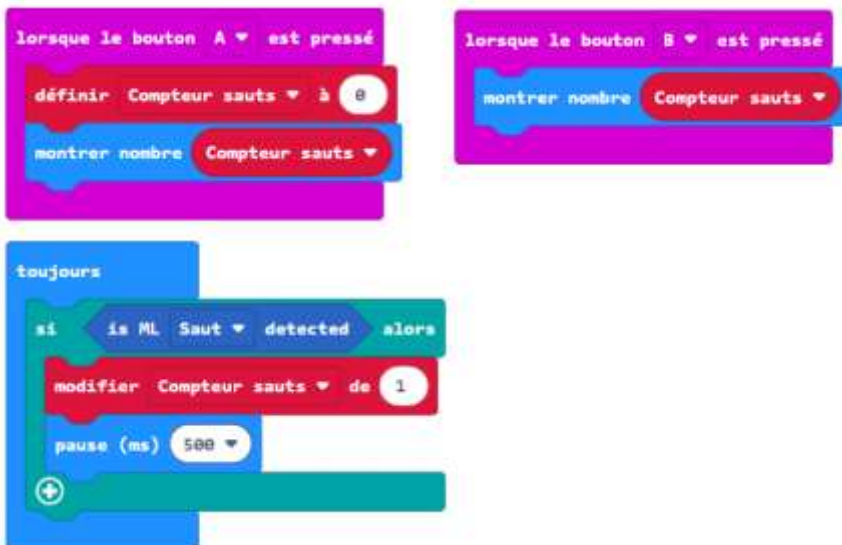 lorsque le bouton A est pressé
définir Compteur sauts à 0
montrer nombre Compteur sauts
lorsque le bouton B est pressé
montrer nombre Compteur sauts
toujours
si is ML Saut detected alors
modifier Compteur sauts de 1
pause (ms) 500